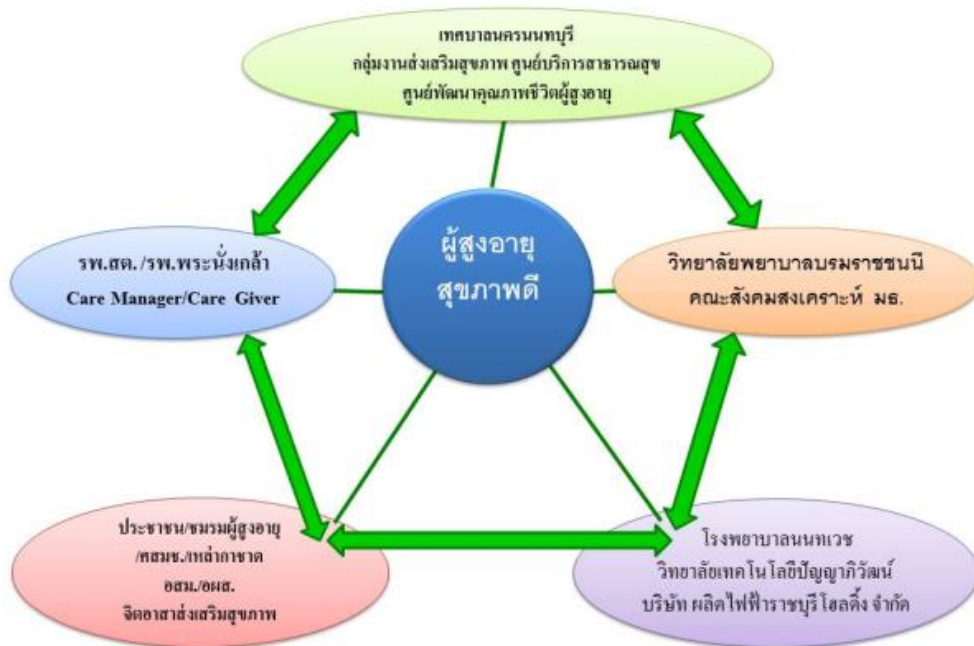 เทศบาลนครนนทบุรี
กลุ่มงานส่งเสริมสุขภาพ ศูนย์บริการสาธารณสุข
ศูนย์พัฒนาคุณภาพชีวิตผู้สูงอายุ
ผู้สูงอายุ
สุขภาพดี
รพ.สต. /รพ.พระนั่งเกล้า
Care Manager/Care Giver
วิทยาลัยพยาบาลบรมราชชนนี
คณะสังคมสงเคราะห์ มธ.
ประชาชน/ชมรมผู้สูงอายุ
/ศสมช./เหล่ากาชาด
อสม./อผส.
จิตอาสาส่งเสริมสุขภาพ
โรงพยาบาลนนทเวช
วิทยาลัยเทคโนโลยีปัญญาภิวัฒน์
บริษัท ผลิตไฟฟ้าราชบุรีโฮลดิ้ง จำกัด